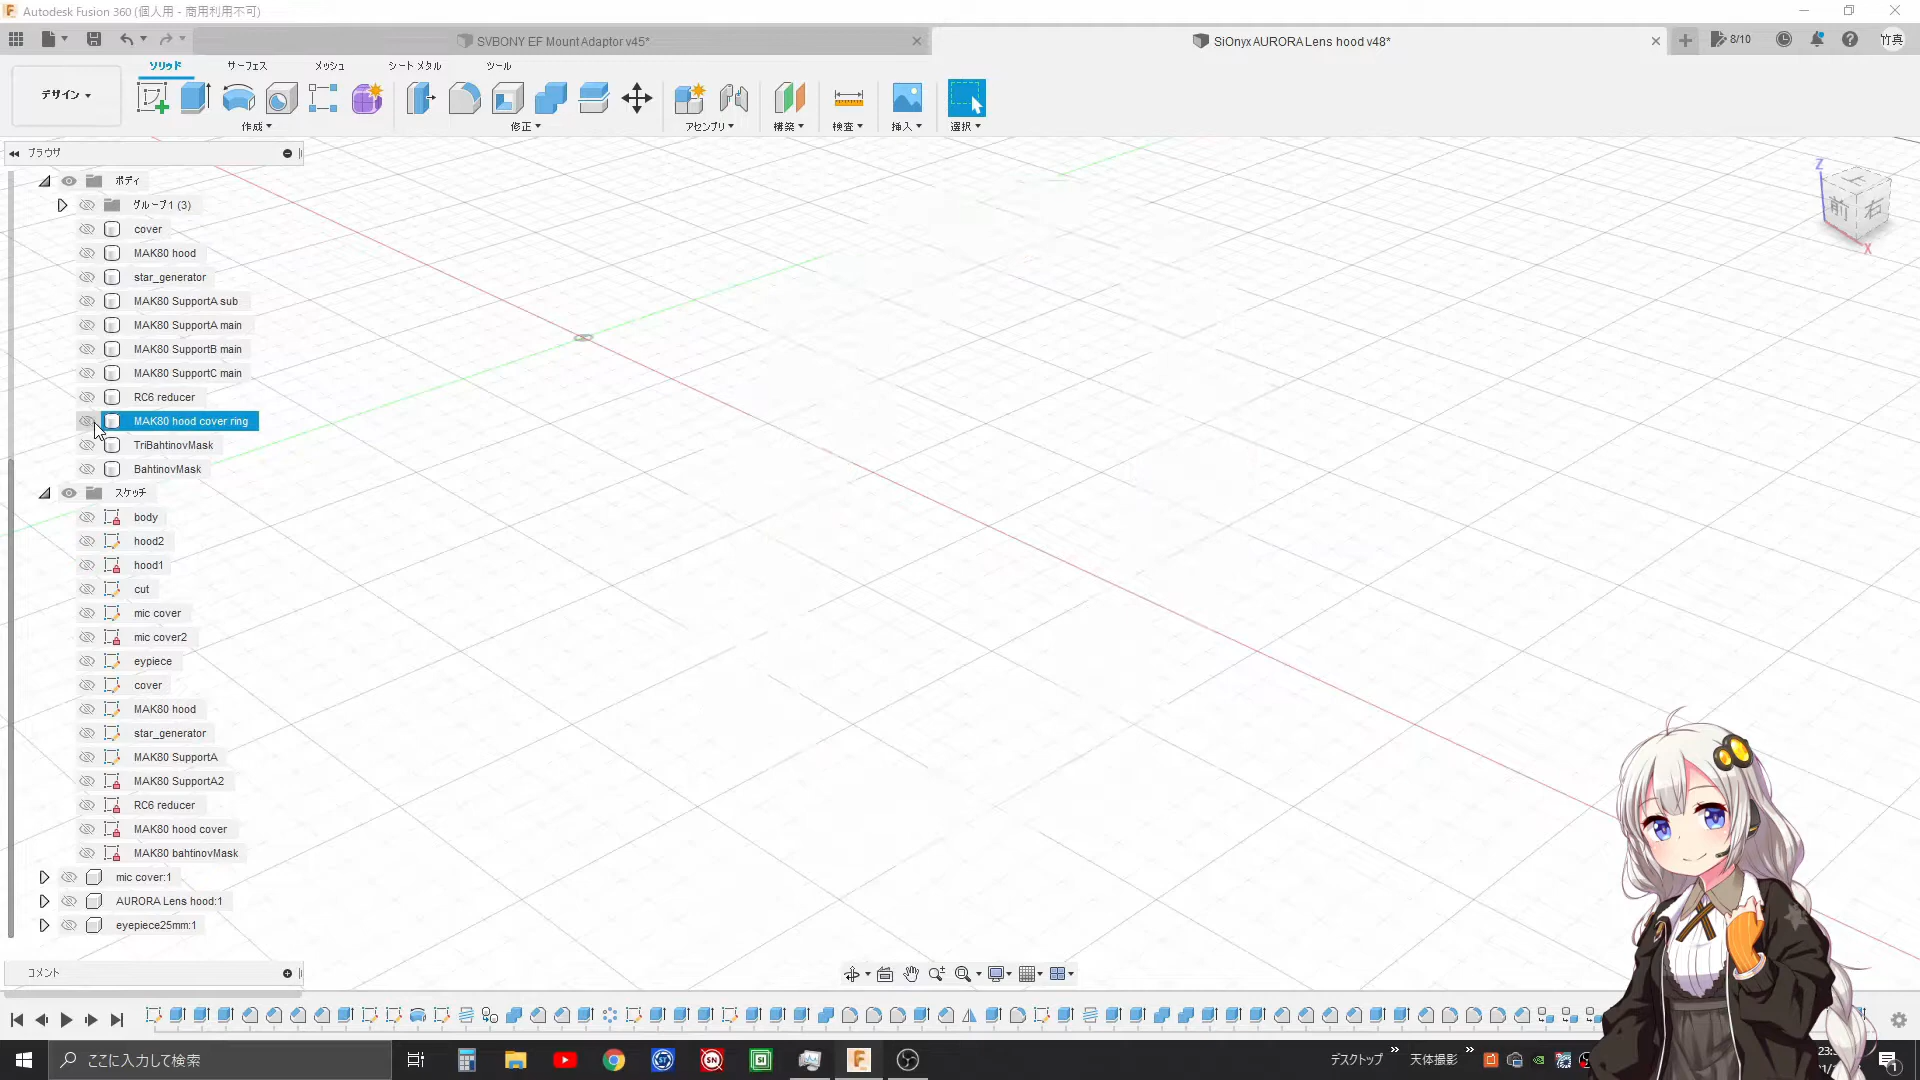 Autodesk Fusion 360 (個人用 - 商用利用不可)
SVBONY EF Mount Adaptor v45*
SiOnyx AURORA Lens hood v48*
8/10
竹真
デザイン
ソリッド
サーフェス
メッシュ
シート メタル
ツール
作成
修正
アセンブリ
構築
検査
挿入
選択
ブラウザ
ボディ
グループ1 (3)
cover
MAK80 hood
star_generator
MAK80 SupportA sub
MAK80 SupportA main
MAK80 SupportB main
MAK80 SupportC main
RC6 reducer
MAK80 hood cover ring
TriBahtinovMask
BahtinovMask
スケッチ
body
hood2
hood1
cut
mic cover
mic cover2
eypiece
cover
MAK80 hood
star_generator
MAK80 SupportA
MAK80 SupportA2
RC6 reducer
MAK80 hood cover
MAK80 bahtinovMask
mic cover:1
AURORA Lens hood:1
eyepiece25mm:1
Z
上
前
右
X
コメント
ここに入力して検索
デスクトップ
天体撮影